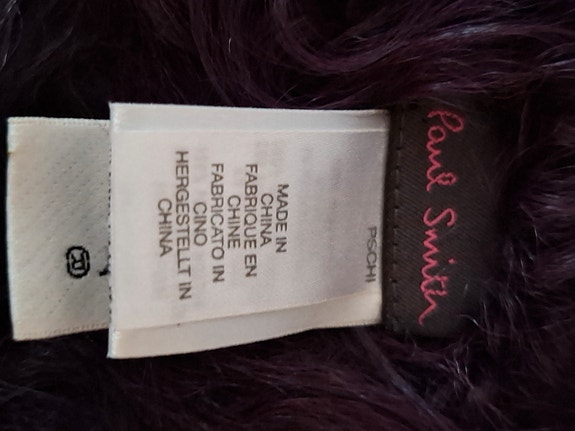 Paul Smith
PSCHI
MADE IN
CHINA
FABRIQUE EN
CHINE
FABRICATO IN
CINO
HERGESTELLT IN
CHINA